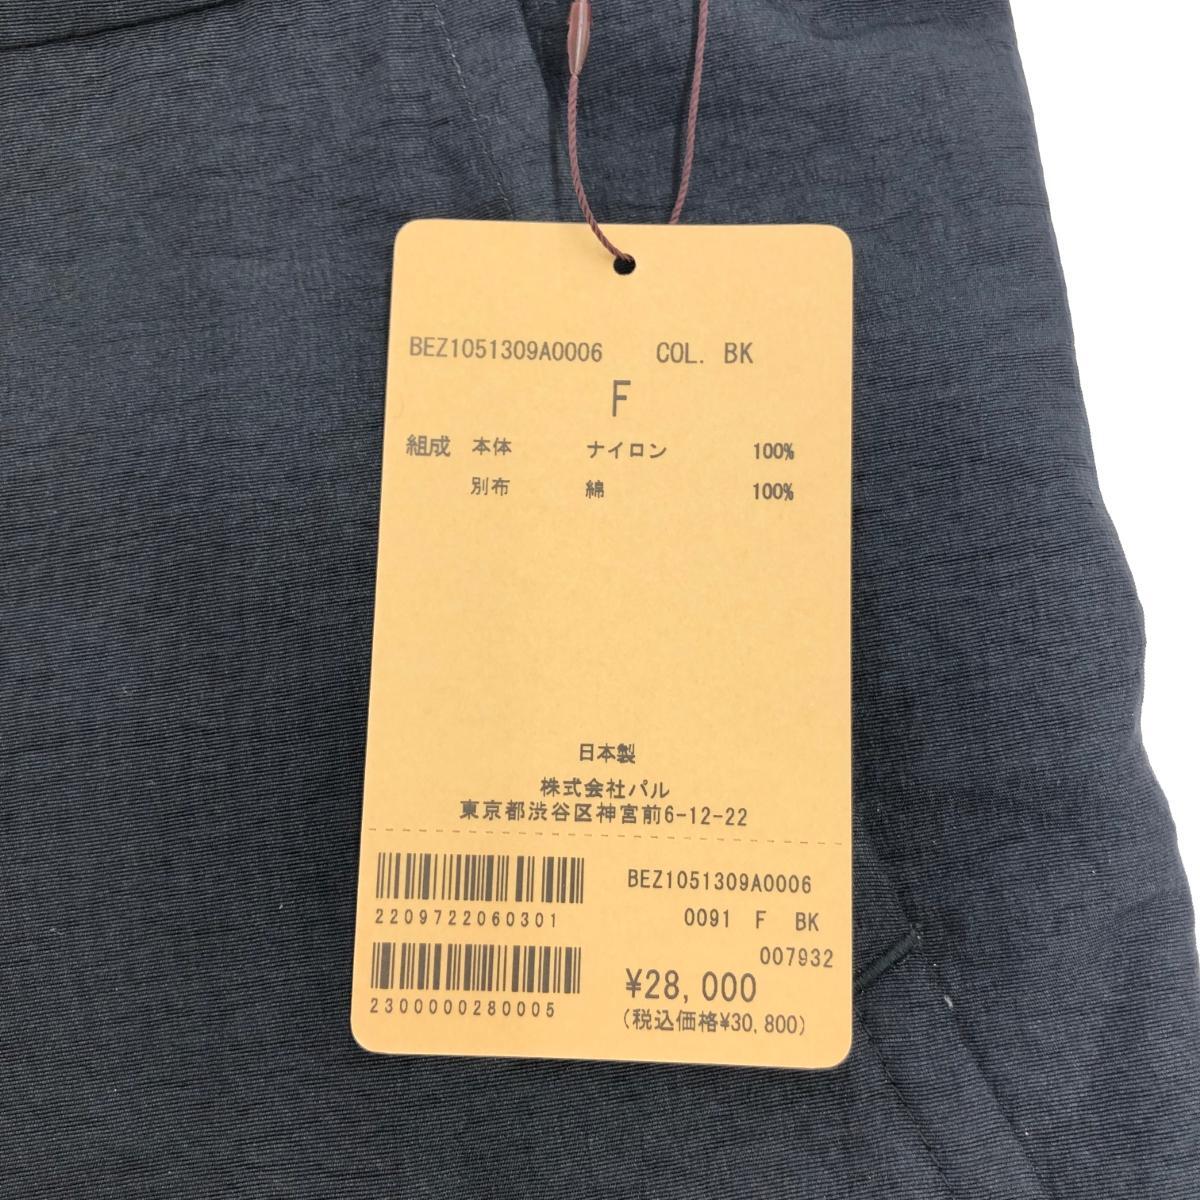 BEZ1051309A0006 COL. BK
F
組成 本体 ナイロン 100%
別布 綿 100%
日本製
株式会社パル
東京都渋谷区神宮前6-12-22
2209722060301
2300000280005
BEZ1051309A0006
0091 F BK
007932
¥28,000
(税込価格¥30,800)